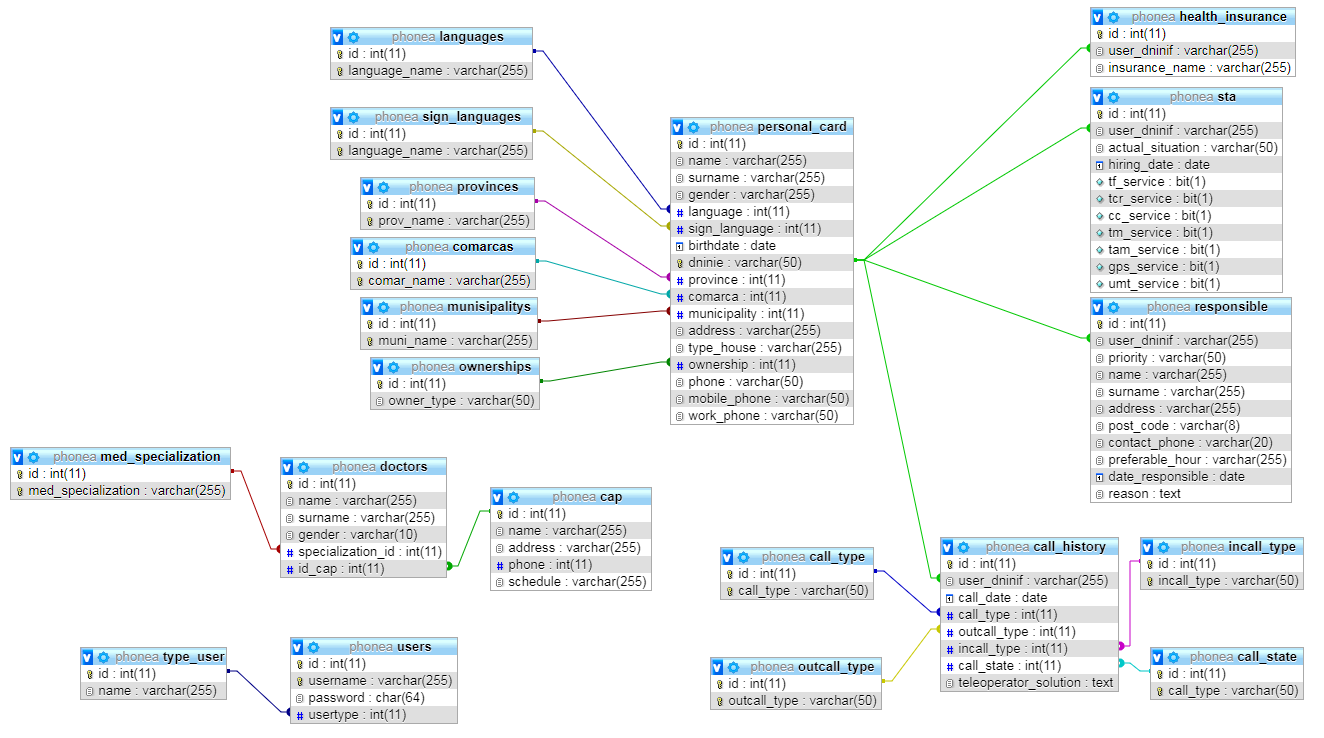 phonea languages
id : int(11)
language_name : varchar(255)
phonea sign_languages
id : int(11)
language_name : varchar(255)
phonea provinces
id : int(11)
prov_name : varchar(255)
phonea comarcas
id : int(11)
comar_name : varchar(255)
phonea munisipalitys
id : int(11)
muni_name : varchar(255)
phonea ownerships
id : int(11)
owner_type : varchar(50)
phonea personal_card
id : int(11)
name : varchar(255)
surname : varchar(255)
gender : varchar(255)
language : int(11)
sign_language : int(11)
birthdate : date
dninie : varchar(50)
province : int(11)
comarca : int(11)
municipality : int(11)
address : varchar(255)
type_house : varchar(255)
ownership : int(11)
phone : varchar(50)
mobile_phone : varchar(50)
work_phone : varchar(50)
phonea health_insurance
id : int(11)
user_dninif : varchar(255)
insurance_name : varchar(255)
phonea sta
id : int(11)
user_dninif : varchar(255)
actual_situation : varchar(50)
hiring_date : date
tf_service : bit(1)
tcr_service : bit(1)
cc_service : bit(1)
tm_service : bit(1)
tam_service : bit(1)
gps_service : bit(1)
umt_service : bit(1)
phonea responsible
id : int(11)
user_dninif : varchar(255)
priority : varchar(50)
name : varchar(255)
surname : varchar(255)
address : varchar(255)
post_code : varchar(8)
contact_phone : varchar(20)
preferable_hour : varchar(255)
date_responsible : date
reason : text
phonea med_specialization
id : int(11)
med_specialization : varchar(255)
phonea doctors
id : int(11)
name : varchar(255)
surname : varchar(255)
gender : varchar(10)
specialization_id : int(11)
id_cap : int(11)
phonea cap
id : int(11)
name : varchar(255)
address : varchar(255)
phone : int(11)
schedule : varchar(255)
phonea type_user
id : int(11)
name : varchar(255)
phonea users
id : int(11)
username : varchar(255)
password : char(64)
usertype : int(11)
phonea call_type
id : int(11)
call_type : varchar(50)
phonea outcall_type
id : int(11)
outcall_type : varchar(50)
phonea call_history
id : int(11)
user_dninif : varchar(255)
call_date : date
call_type : int(11)
outcall_type : int(11)
incall_type : int(11)
call_state : int(11)
teleoperator_solution : text
phonea incall_type
id : int(11)
incall_type : varchar(50)
phonea call_state
id : int(11)
call_type : varchar(50)